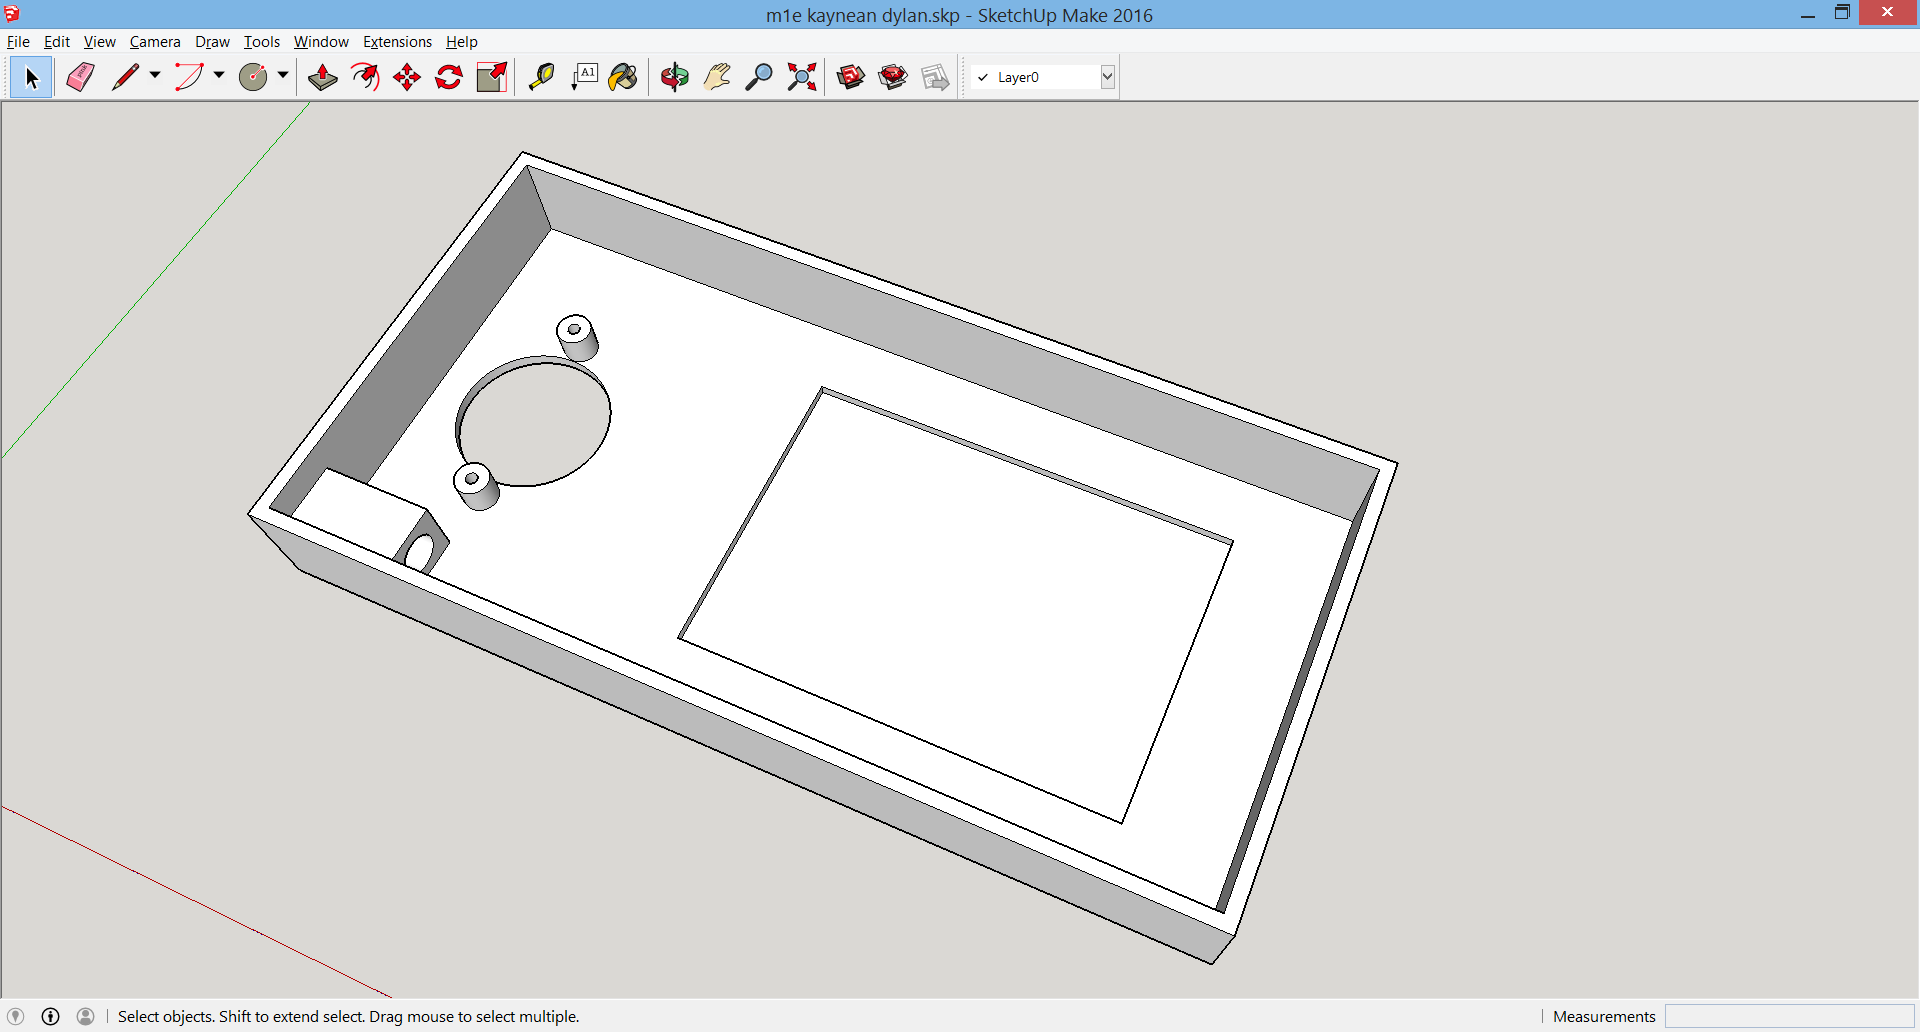 m1e kaynean dylan.skp - SketchUp Make 2016
File Edit View Camera Draw Tools Window Extensions Help
A1
Layer0
Select objects. Shift to extend select. Drag mouse to select multiple.
Measurements